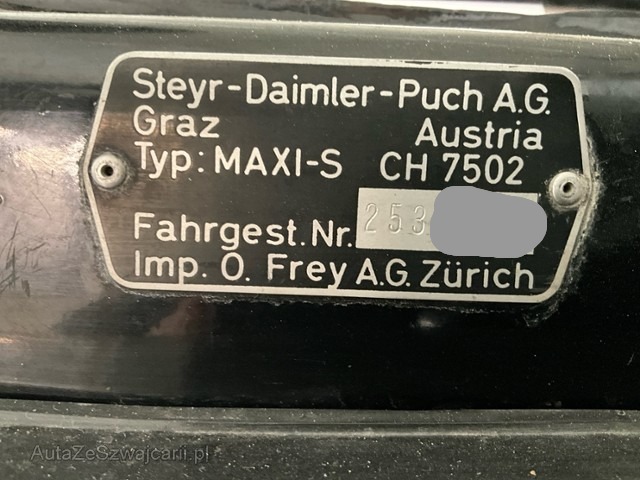 Steyr-Daimler-Puch A.G.
Graz Austria
Typ: MAXI-S CH 7502
Fahrgest. Nr. 253
Imp. O. Frey A.G. Zürich
AutaZeSzwajcarii.pl